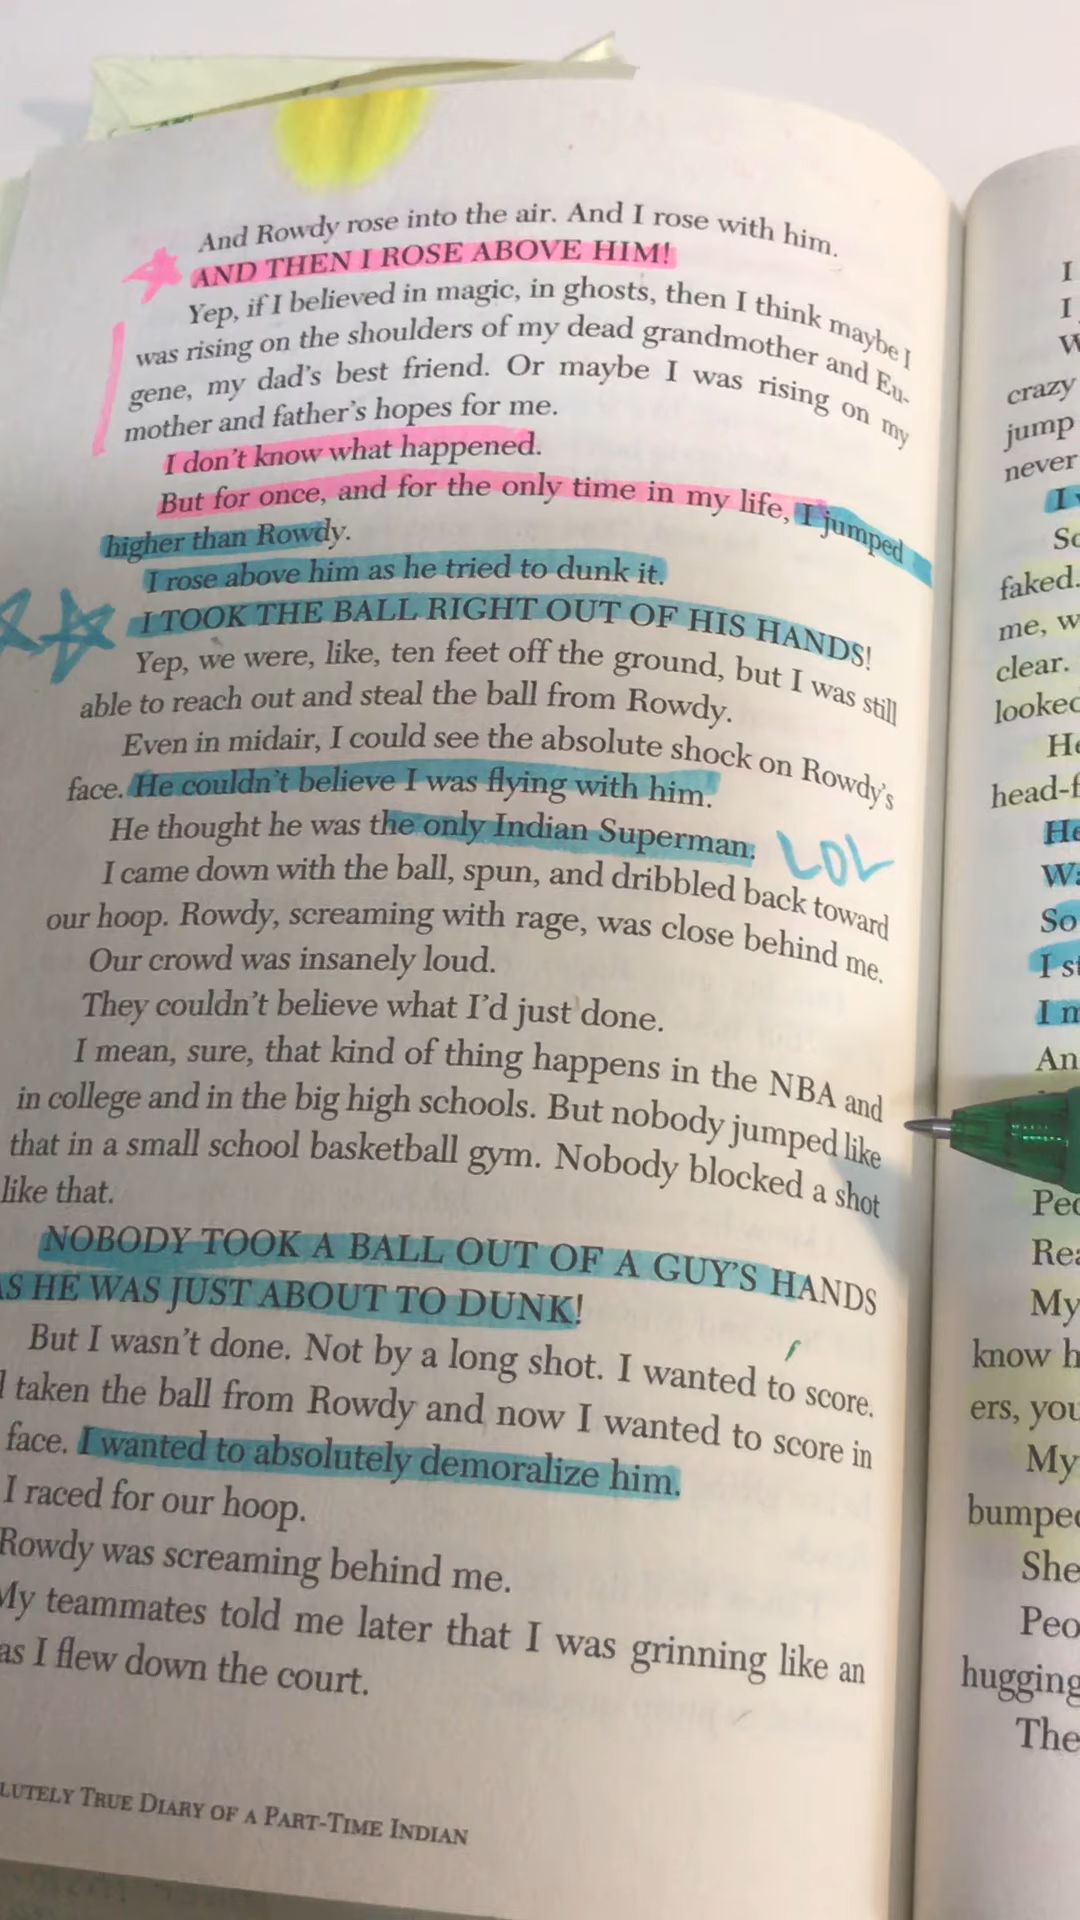 And Rowdy rose into the air. And I rose with him.
AND THEN I ROSE ABOVE HIM!
Yep, if I believed in magic, in ghosts, then I think maybe I
was rising on the shoulders of my dead grandmother and Eu-
gene, my dad's best friend. Or maybe I was rising on my
mother and father's hopes for me.
I don't know what happened.
But for once, and for the only time in my life, I jumped
higher than Rowdy.
I rose above him as he tried to dunk it.
I TOOK THE BALL RIGHT OUT OF HIS HANDS!
Yep, we were, like, ten feet off the ground, but I was still
able to reach out and steal the ball from Rowdy.
Even in midair, I could see the absolute shock on Rowdy's
face. He couldn't believe I was flying with him.
He thought he was the only Indian Superman.
LOL
I came down with the ball, spun, and dribbled back toward
our hoop. Rowdy, screaming with rage, was close behind me.
Our crowd was insanely loud.
They couldn't believe what I'd just done.
I mean, sure, that kind of thing happens in the NBA and
in college and in the big high schools. But nobody jumped like
that in a small school basketball gym. Nobody blocked a shot
like that.
NOBODY TOOK A BALL OUT OF A GUY'S HANDS
AS HE WAS JUST ABOUT TO DUNK!
But I wasn't done. Not by a long shot. I wanted to score.
taken the ball from Rowdy and now I wanted to score in
face. I wanted to absolutely demoralize him.
I raced for our hoop.
Rowdy was screaming behind me.
My teammates told me later that I was grinning like an
as I flew down the court.
LUTELY TRUE DIARY OF A PART-TIME INDIAN
I
I
W
crazy
jump
never
I
So
faked.
me, w
clear.
looked
He
head-f
He
Wa
So
I st
I m
An
Peo
Rea
My
know h
ers, you
My
bumped
She
Peo
hugging
The